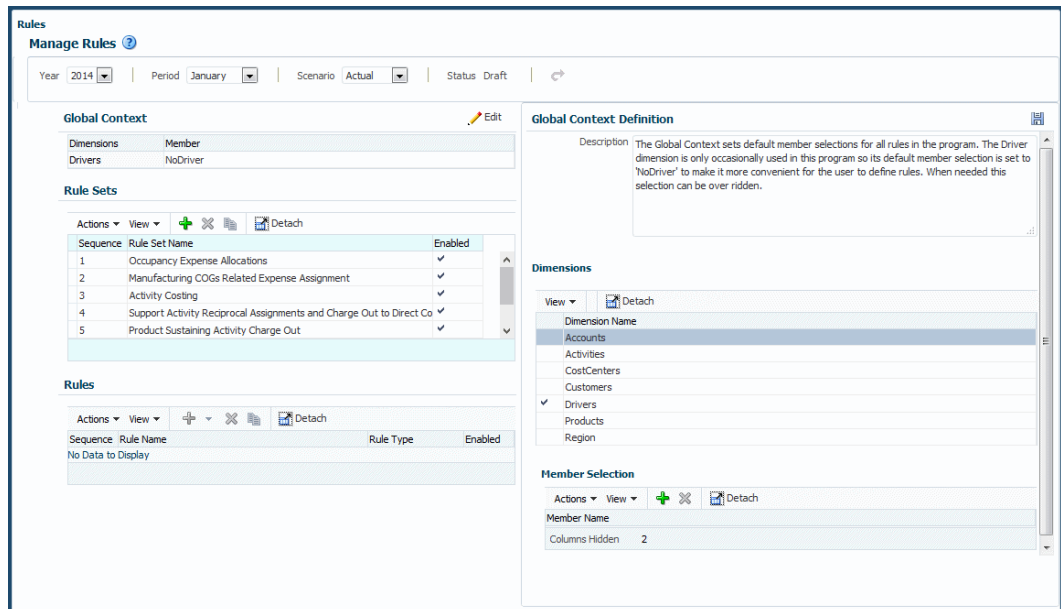 Rules
Manage Rules ?
Year 2014 Period January Scenario Actual Status Draft
Global Context Edit
Dimensions Member
Drivers NoDriver
Rule Sets
Actions View Detach
Sequence Rule Set Name Enabled
1 Occupancy Expense Allocations
2 Manufacturing COGs Related Expense Assignment
3 Activity Costing
4 Support Activity Reciprocal Assignments and Charge Out to Direct Co
5 Product Sustaining Activity Charge Out
Rules
Actions View Detach
Sequence Rule Name Rule Type Enabled
No Data to Display
Global Context Definition
Description The Global Context sets default member selections for all rules in the program. The Driver
dimension is only occasionally used in this program so its default member selection is set to
'NoDriver' to make it more convenient for the user to define rules. When needed this
selection can be over ridden.
Dimensions
View Detach
Dimension Name
Accounts
Activities
CostCenters
Customers
Drivers
Products
Region
Member Selection
Actions View Detach
Member Name
Columns Hidden 2